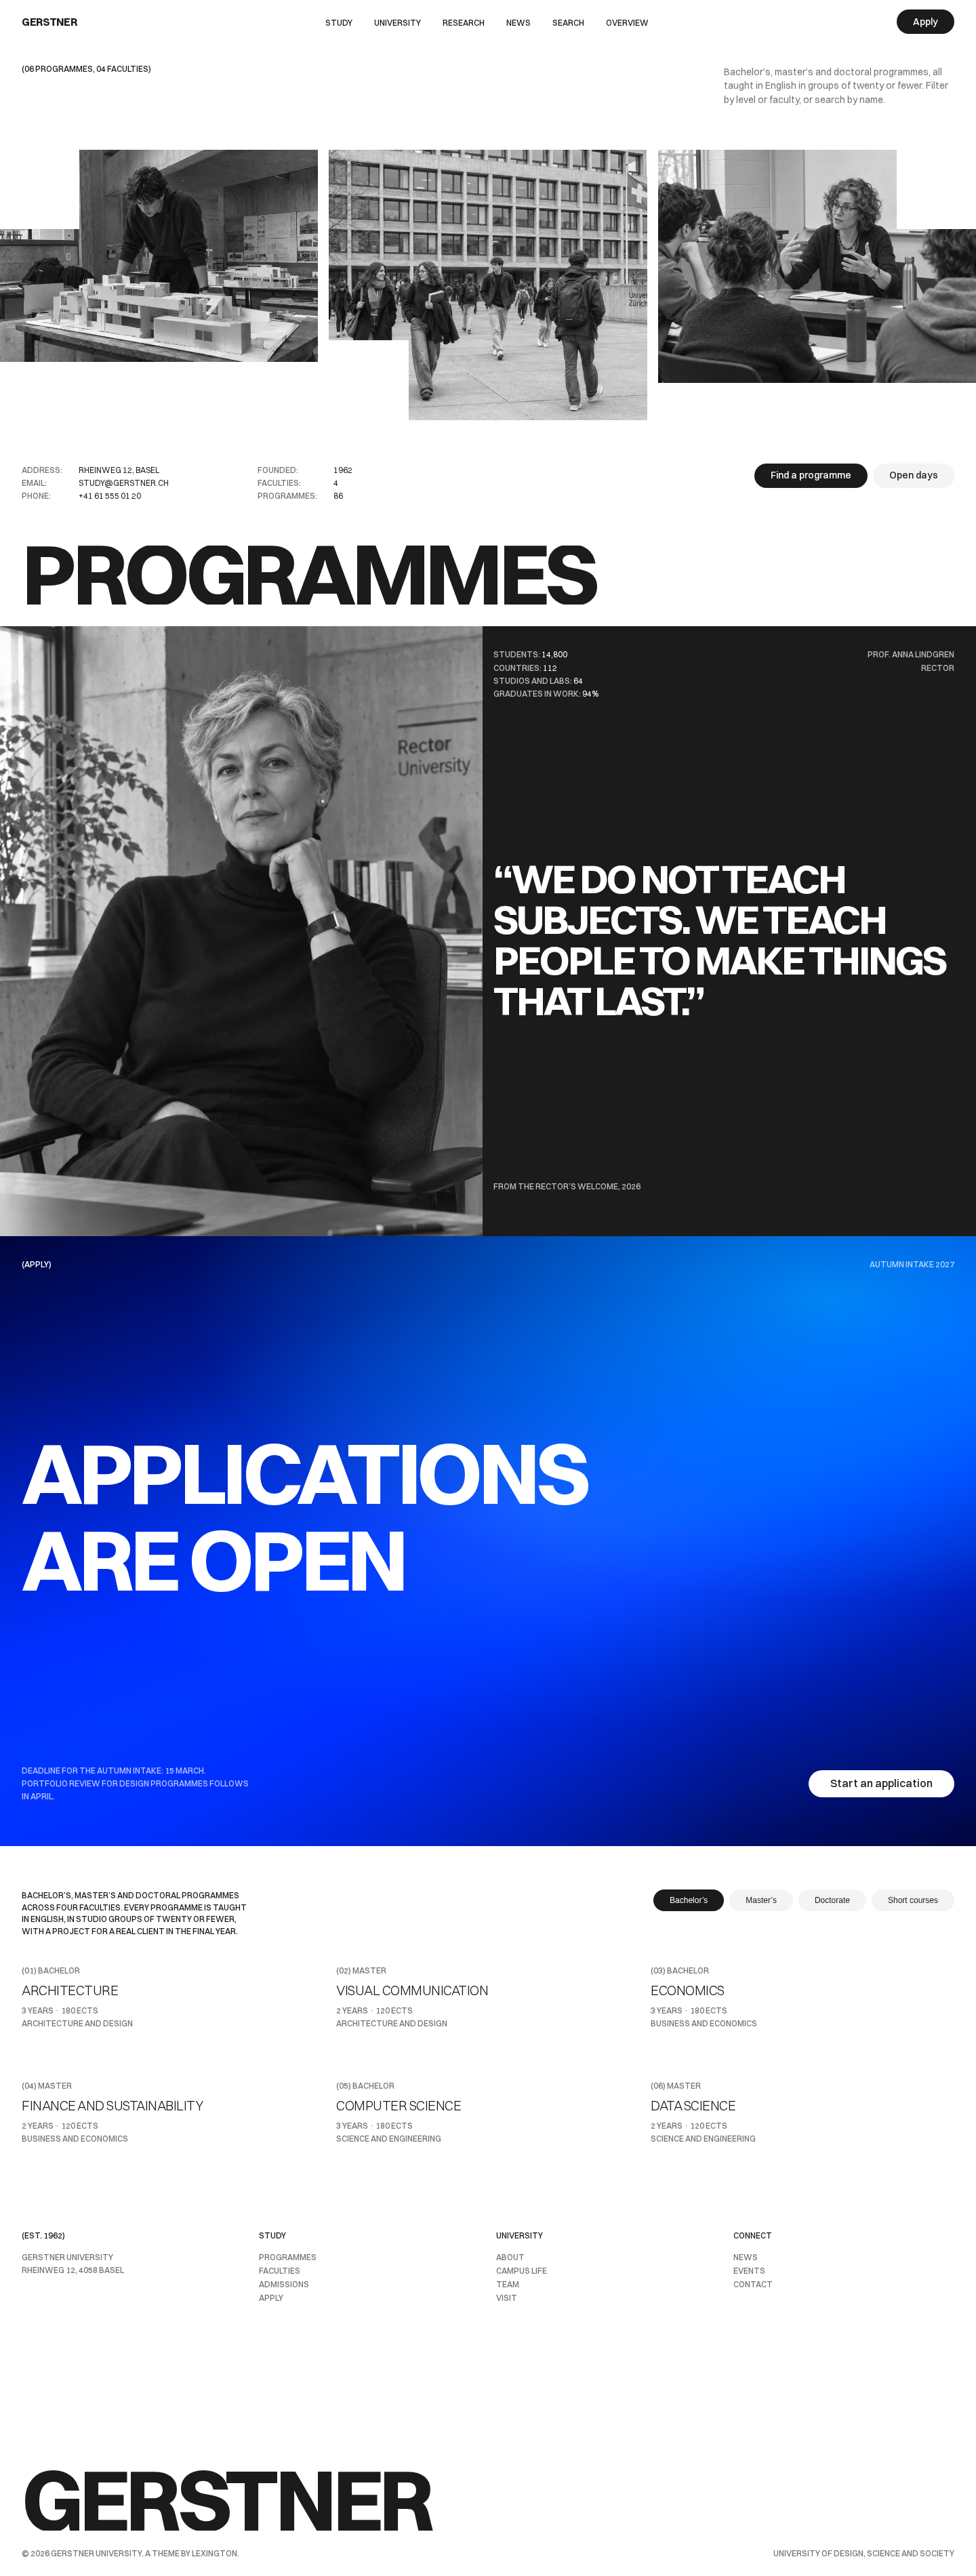 GERSTNER
STUDY UNIVERSITY RESEARCH NEWS SEARCH OVERVIEW
Apply
(06 PROGRAMMES, 04 FACULTIES)
Bachelor’s, master’s and doctoral programmes, all
taught in English in groups of twenty or fewer. Filter
by level or faculty, or search by name.
ADDRESS: RHEINWEG 12, BASEL
EMAIL: STUDY@GERSTNER.CH
PHONE: +41 61 555 01 20
FOUNDED: 1962
FACULTIES: 4
PROGRAMMES: 86
Find a programme
Open days
PROGRAMMES
Rector
University
STUDENTS: 14,800
COUNTRIES: 112
STUDIOS AND LABS: 64
GRADUATES IN WORK: 94%
PROF. ANNA LINDGREN
RECTOR
“WE DO NOT TEACH
SUBJECTS. WE TEACH
PEOPLE TO MAKE THINGS
THAT LAST.”
FROM THE RECTOR’S WELCOME, 2026
(APPLY)
AUTUMN INTAKE 2027
APPLICATIONS
ARE OPEN
DEADLINE FOR THE AUTUMN INTAKE: 15 MARCH.
PORTFOLIO REVIEW FOR DESIGN PROGRAMMES FOLLOWS
IN APRIL.
Start an application
BACHELOR’S, MASTER’S AND DOCTORAL PROGRAMMES
ACROSS FOUR FACULTIES. EVERY PROGRAMME IS TAUGHT
IN ENGLISH, IN STUDIO GROUPS OF TWENTY OR FEWER,
WITH A PROJECT FOR A REAL CLIENT IN THE FINAL YEAR.
Bachelor’s
Master’s
Doctorate
Short courses
(01) BACHELOR
ARCHITECTURE
3 YEARS · 180 ECTS
ARCHITECTURE AND DESIGN
(02) MASTER
VISUAL COMMUNICATION
2 YEARS · 120 ECTS
ARCHITECTURE AND DESIGN
(03) BACHELOR
ECONOMICS
3 YEARS · 180 ECTS
BUSINESS AND ECONOMICS
(04) MASTER
FINANCE AND SUSTAINABILITY
2 YEARS · 120 ECTS
BUSINESS AND ECONOMICS
(05) BACHELOR
COMPUTER SCIENCE
3 YEARS · 180 ECTS
SCIENCE AND ENGINEERING
(06) MASTER
DATA SCIENCE
2 YEARS · 120 ECTS
SCIENCE AND ENGINEERING
(EST. 1962)
GERSTNER UNIVERSITY
RHEINWEG 12, 4058 BASEL
STUDY
PROGRAMMES
FACULTIES
ADMISSIONS
APPLY
UNIVERSITY
ABOUT
CAMPUS LIFE
TEAM
VISIT
CONNECT
NEWS
EVENTS
CONTACT
GERSTNER
© 2026 GERSTNER UNIVERSITY. A THEME BY LEXINGTON.
UNIVERSITY OF DESIGN, SCIENCE AND SOCIETY